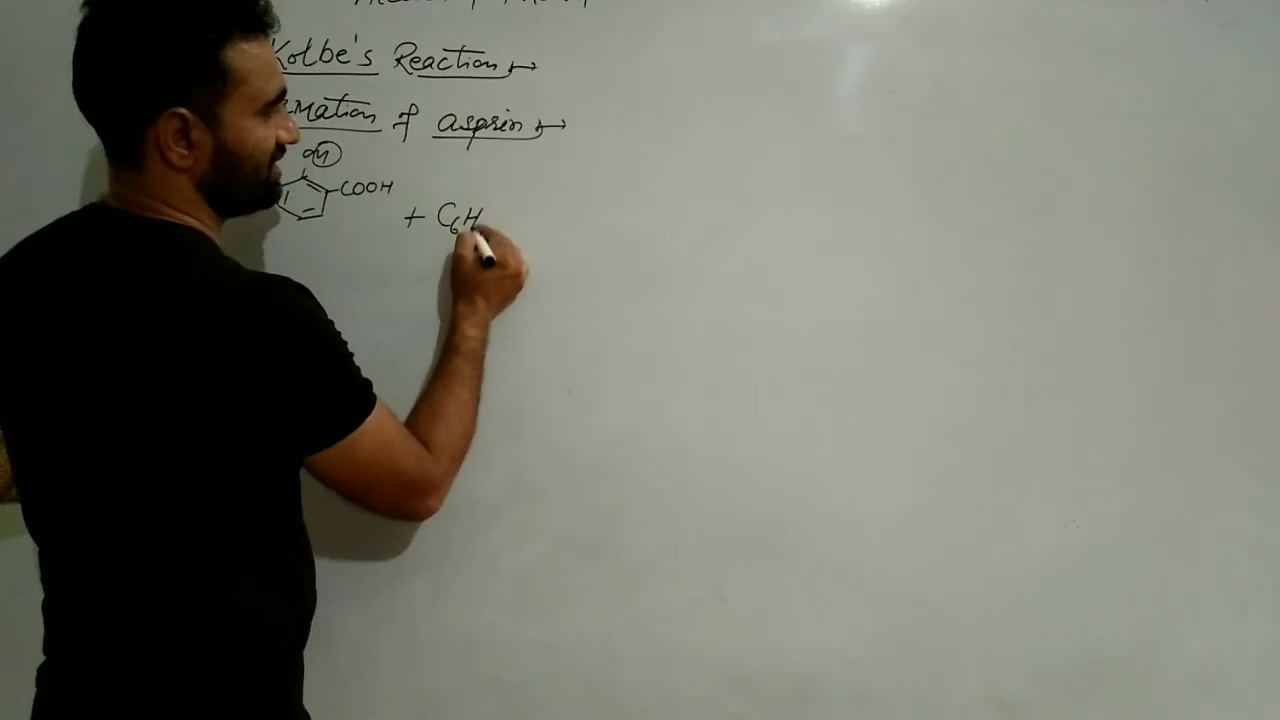 Kolbe's Reaction
mation of asprin
OH
COOH
+ C6H